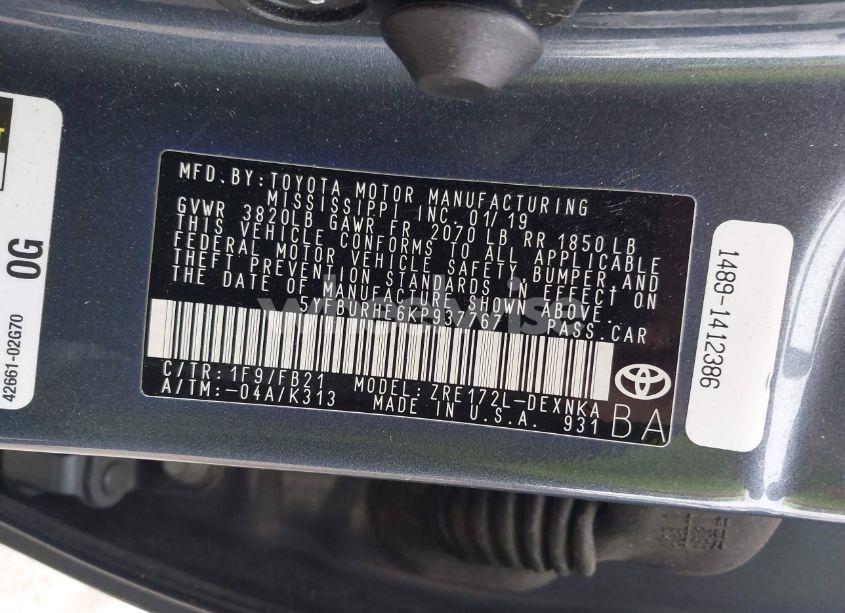 MFD. BY: TOYOTA MOTOR MANUFACTURING
MISSISSIPPI INC. 01/19
GVWR 3820LB GAWR FR 2070 LB RR 1850 LB
THIS VEHICLE CONFORMS TO ALL APPLICABLE
FEDERAL MOTOR VEHICLE SAFETY, BUMPER, AND
THEFT PREVENTION STANDARDS IN EFFECT ON
THE DATE OF MANUFACTURE SHOWN ABOVE.
5YFBURHE6KP937767 PASS.CAR
C/TR: 1F9/FB21 MODEL: ZRE172L-DEXNKA
A/TM: -04A/K313 MADE IN U.S.A. 931
BA
0G
42661-02G70
1489-1412386